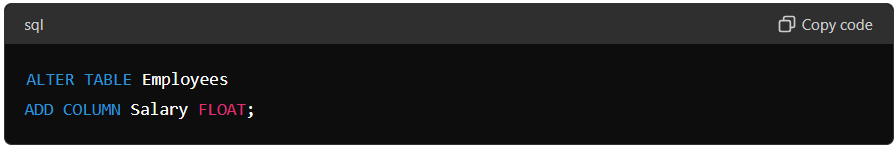 sql
Copy code
ALTER TABLE Employees
ADD COLUMN Salary FLOAT;